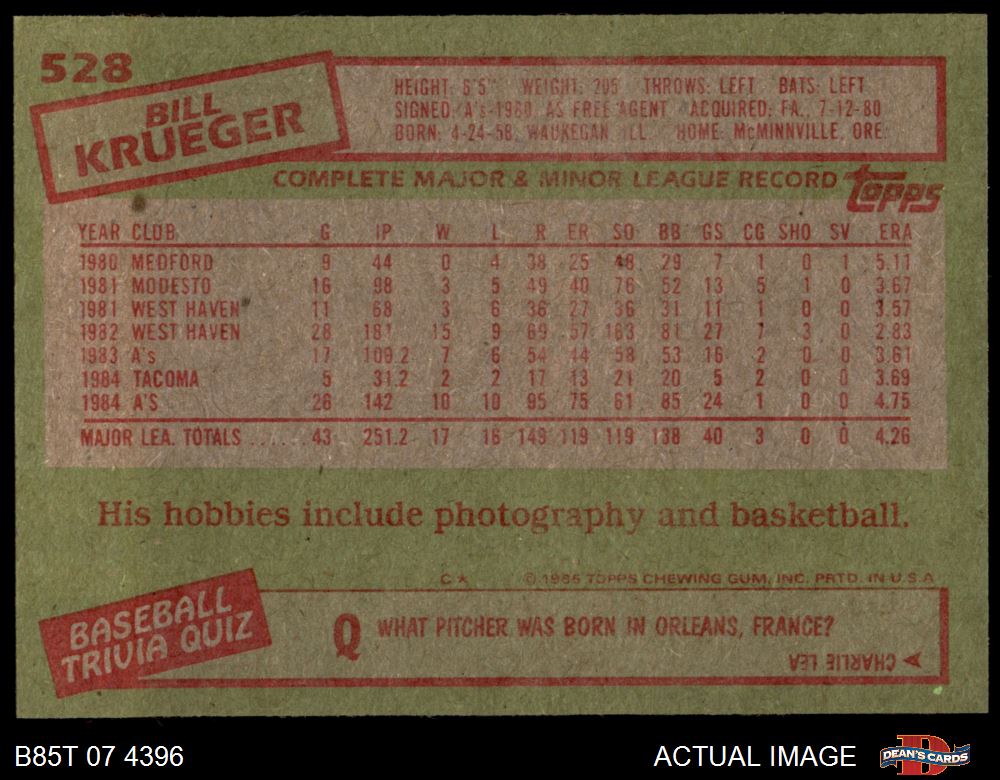 528
BILL
KRUEGER
HEIGHT: 6'5" WEIGHT: 205 THROWS: LEFT BATS: LEFT
SIGNED: A's-1980 AS FREE AGENT ACQUIRED: F.A., 7-12-80
BORN: 4-24-58, WAUKEGAN ILL. HOME: McMINNVILLE, ORE.
COMPLETE MAJOR & MINOR LEAGUE RECORD topps
YEAR CLUB G IP W L R ER SO BB GS CG SHO SV ERA
1980 MEDFORD 9 44 0 4 38 25 48 29 7 1 0 1 5.11
1981 MODESTO 16 98 3 5 49 40 76 52 13 5 1 0 3.67
1981 WEST HAVEN 11 68 3 6 36 27 36 31 11 1 0 0 3.57
1982 WEST HAVEN 28 181 15 9 69 57 163 81 27 7 3 0 2.83
1983 A's 17 109.2 7 6 54 44 58 53 16 2 0 0 3.61
1984 TACOMA 5 31.2 2 2 17 13 21 20 5 2 0 0 3.69
1984 A'S 26 142 10 10 95 75 61 85 24 1 0 0 4.75
MAJOR LEA. TOTALS ...... 43 251.2 17 16 149 119 119 138 40 3 0 0 4.26
His hobbies include photography and basketball.
C* © 1985 TOPPS CHEWING GUM, INC. PRTD. IN U.S.A.
BASEBALL
TRIVIA QUIZ
Q WHAT PITCHER WAS BORN IN ORLEANS, FRANCE?
CHARLIE LEA
B85T 07 4396 ACTUAL IMAGE DEAN'S CARDS